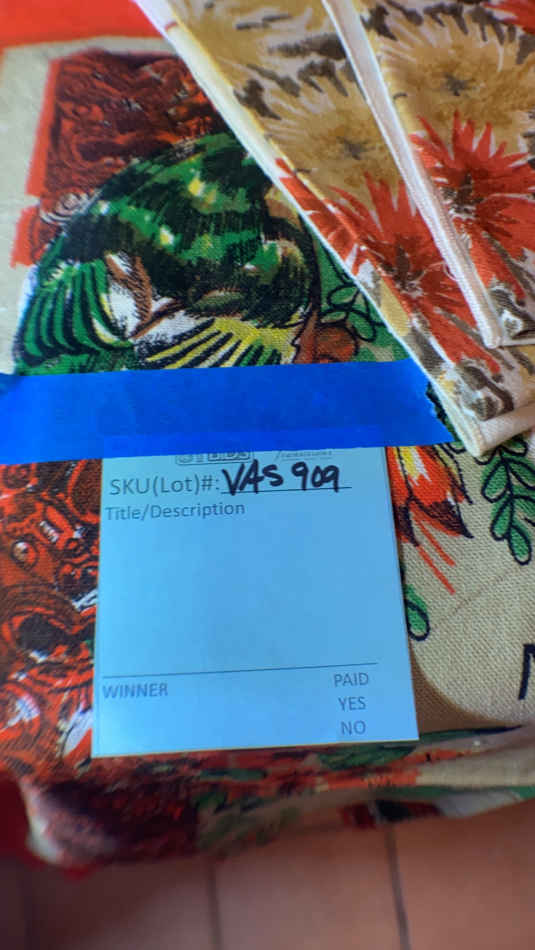 SKU(Lot)#: VAS 909
Title/Description
WINNER
PAID
YES
NO